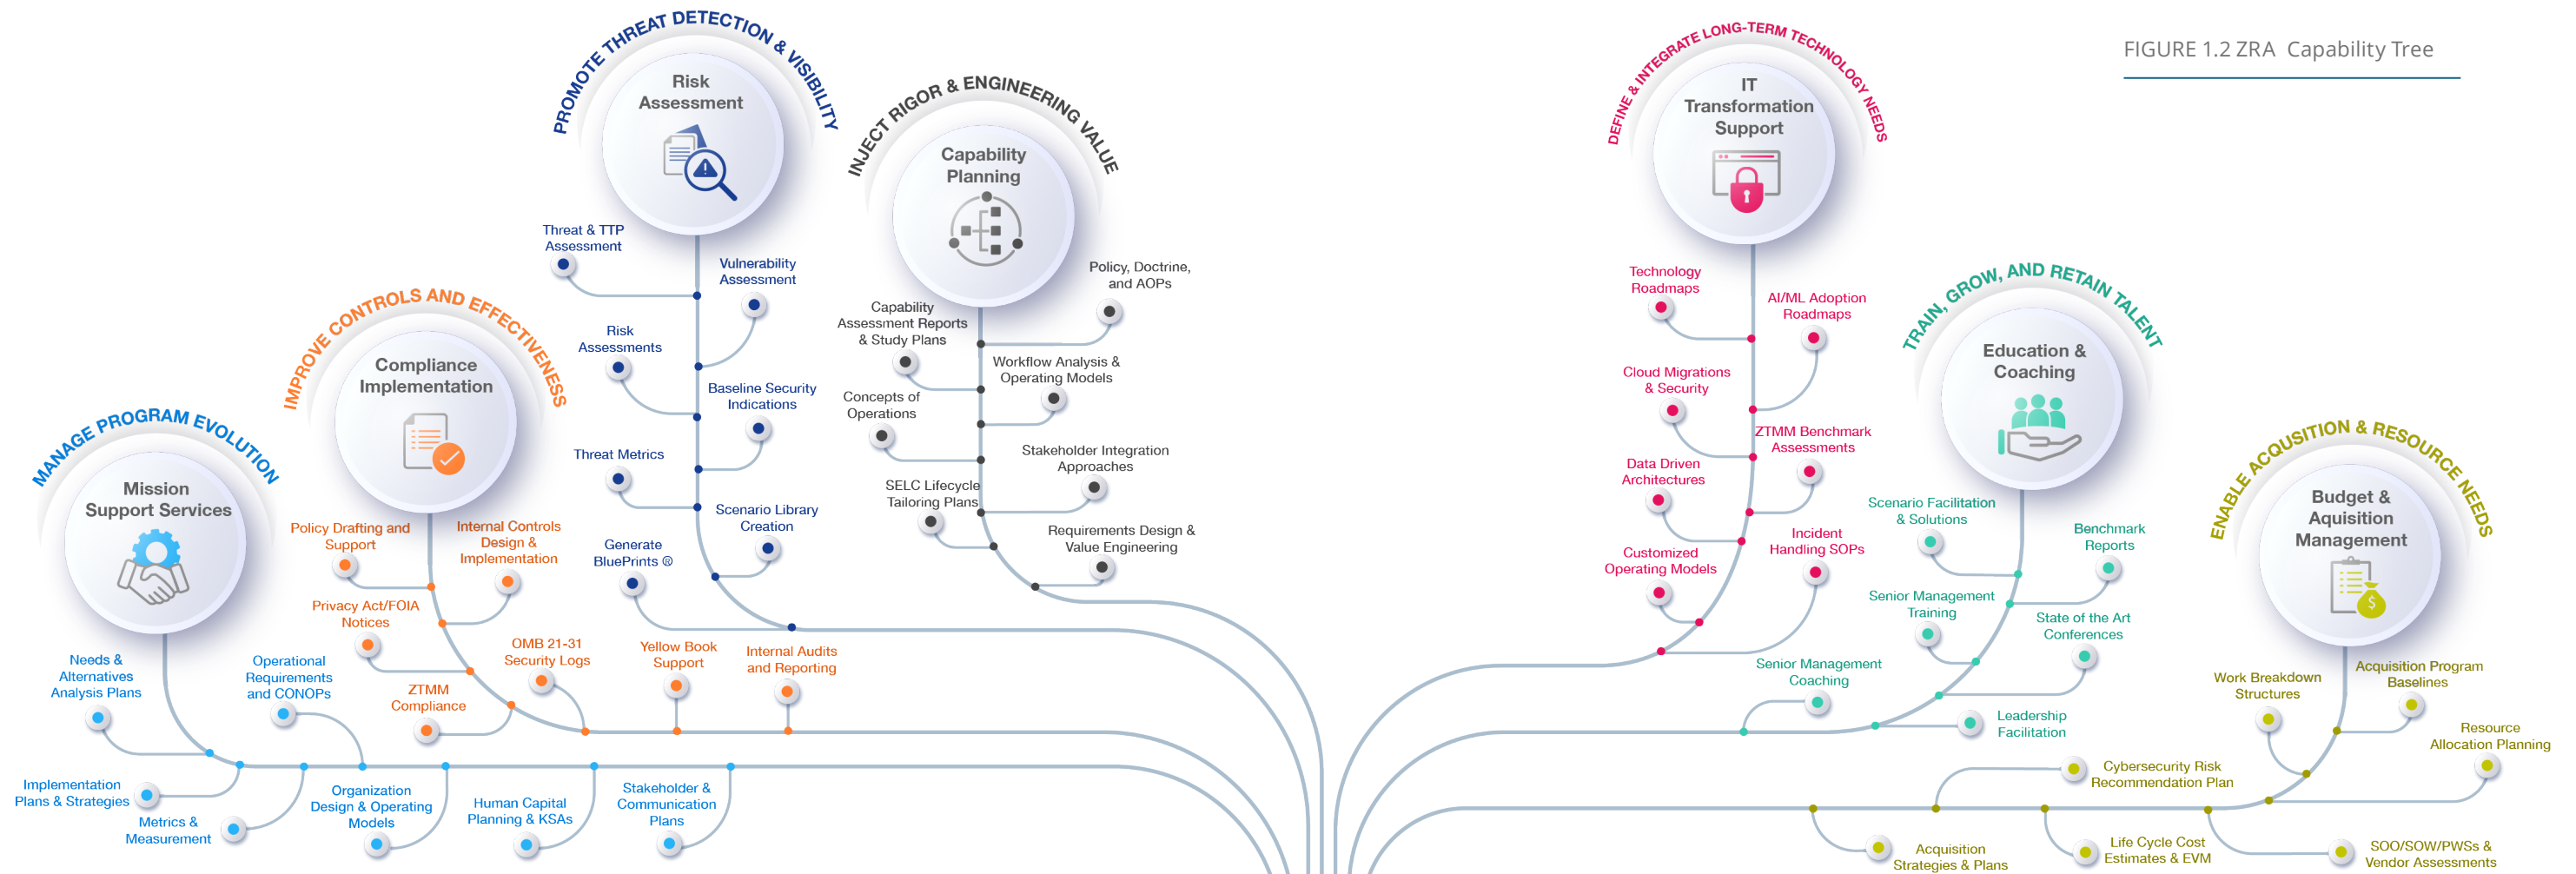 FIGURE 1.2 ZRA Capability Tree
MANAGE PROGRAM EVOLUTION
Mission
Support Services
Needs &
Alternatives
Analysis Plans
Operational
Requirements
and CONOPs
Implementation
Plans & Strategies
Metrics &
Measurement
Organization
Design & Operating
Models
Human Capital
Planning & KSAs
Stakeholder &
Communication
Plans
IMPROVE CONTROLS AND EFFECTIVENESS
Compliance
Implementation
Policy Drafting and
Support
Internal Controls
Design &
Implementation
Privacy Act/FOIA
Notices
ZTMM
Compliance
OMB 21-31
Security Logs
Yellow Book
Support
Internal Audits
and Reporting
PROMOTE THREAT DETECTION & VISIBILITY
Risk
Assessment
Threat & TTP
Assessment
Vulnerability
Assessment
Risk
Assessments
Baseline Security
Indications
Threat Metrics
Scenario Library
Creation
Generate
BluePrints ®
INJECT RIGOR & ENGINEERING VALUE
Capability
Planning
Policy, Doctrine,
and AOPs
Capability
Assessment Reports
& Study Plans
Workflow Analysis &
Operating Models
Concepts of
Operations
Stakeholder Integration
Approaches
SELC Lifecycle
Tailoring Plans
Requirements Design &
Value Engineering
DEFINE & INTEGRATE LONG-TERM TECHNOLOGY NEEDS
IT
Transformation
Support
Technology
Roadmaps
AI/ML Adoption
Roadmaps
Cloud Migrations
& Security
ZTMM Benchmark
Assessments
Data Driven
Architectures
Incident
Handling SOPs
Customized
Operating Models
TRAIN, GROW, AND RETAIN TALENT
Education &
Coaching
Scenario Facilitation
& Solutions
Benchmark
Reports
Senior Management
Training
State of the Art
Conferences
Senior Management
Coaching
Leadership
Facilitation
ENABLE ACQUSITION & RESOURCE NEEDS
Budget &
Aquisition
Management
Work Breakdown
Structures
Acquisition Program
Baselines
Resource
Allocation Planning
Cybersecurity Risk
Recommendation Plan
Acquisition
Strategies & Plans
Life Cycle Cost
Estimates & EVM
SOO/SOW/PWSs &
Vendor Assessments